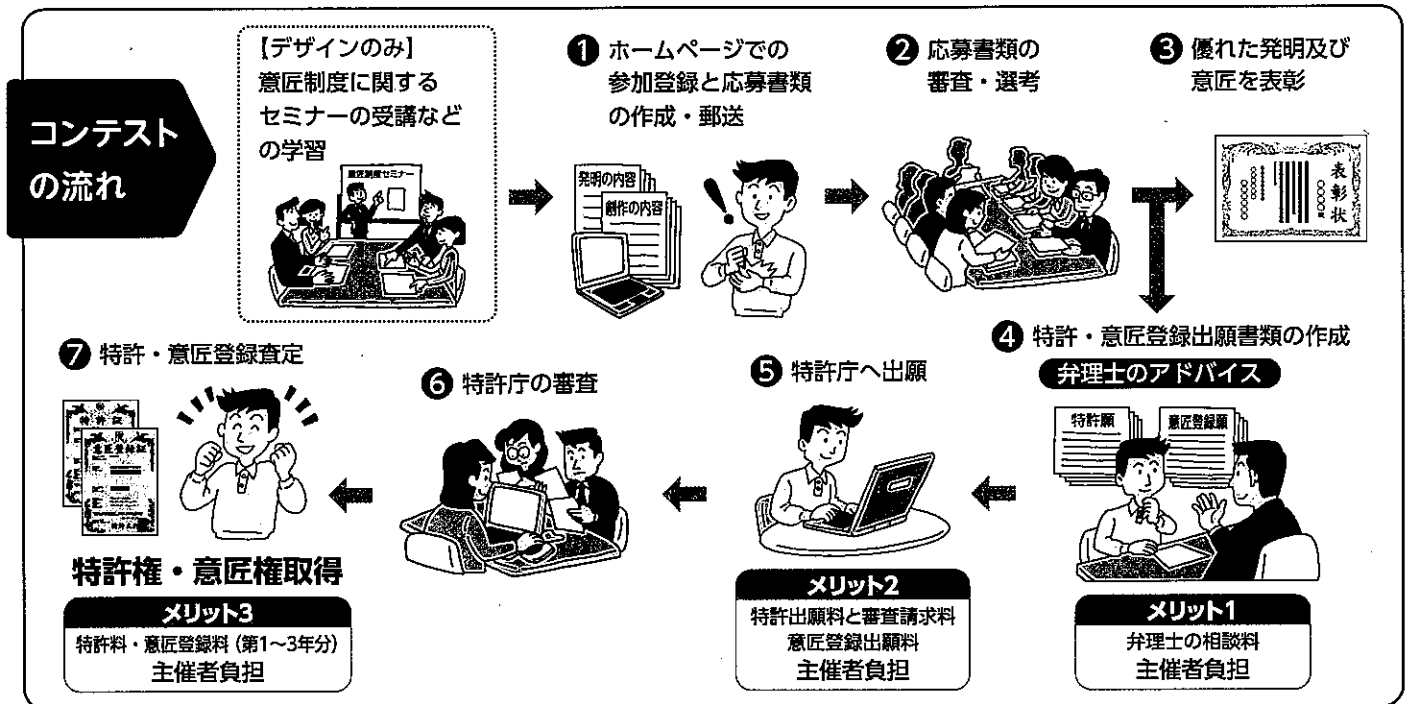 コンテスト
の流れ
【デザインのみ】
意匠制度に関する
セミナーの受講など
の学習
意匠制度セミナー
❶ ホームページでの
参加登録と応募書類
の作成・郵送
発明の内容
創作の内容
❷ 応募書類の
審査・選考
❸ 優れた発明及び
意匠を表彰
表彰状
❹ 特許・意匠登録出願書類の作成
弁理士のアドバイス
特許願
意匠登録願
メリット1
弁理士の相談料
主催者負担
❺ 特許庁へ出願
メリット2
特許出願料と審査請求料
意匠登録出願料
主催者負担
❻ 特許庁の審査
❼ 特許・意匠登録査定
特許証
意匠登録証
特許権・意匠権取得
メリット3
特許料・意匠登録料(第1〜3年分)
主催者負担